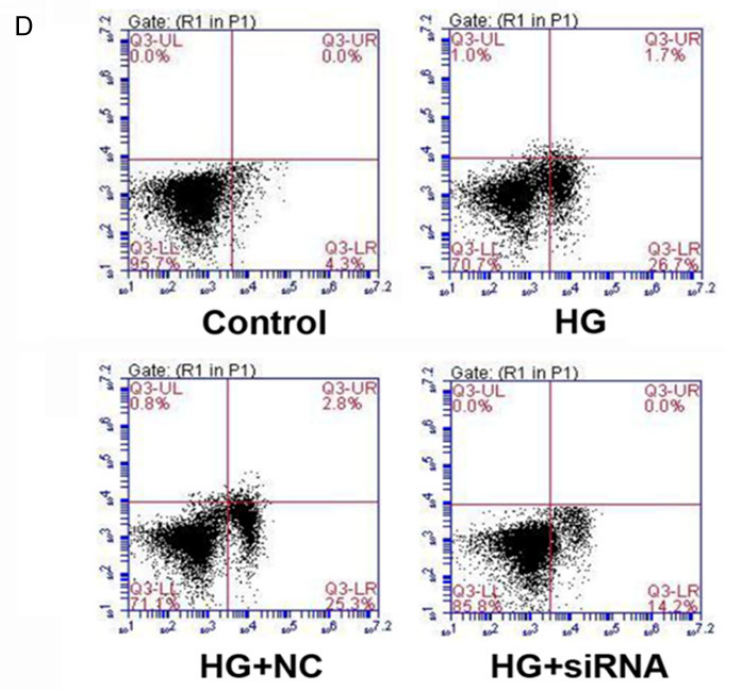 D
Gate: (R1 in P1)
Q3-UL
0.0%
Q3-UR
0.0%
Q3-LL
95.7%
Q3-LR
4.3%
Control
Gate: (R1 in P1)
Q3-UL
1.0%
Q3-UR
1.7%
Q3-LL
70.7%
Q3-LR
26.7%
HG
Gate: (R1 in P1)
Q3-UL
0.8%
Q3-UR
2.8%
Q3-LL
71.1%
Q3-LR
25.3%
HG+NC
Gate: (R1 in P1)
Q3-UL
0.0%
Q3-UR
0.0%
Q3-LL
85.8%
Q3-LR
14.2%
HG+siRNA